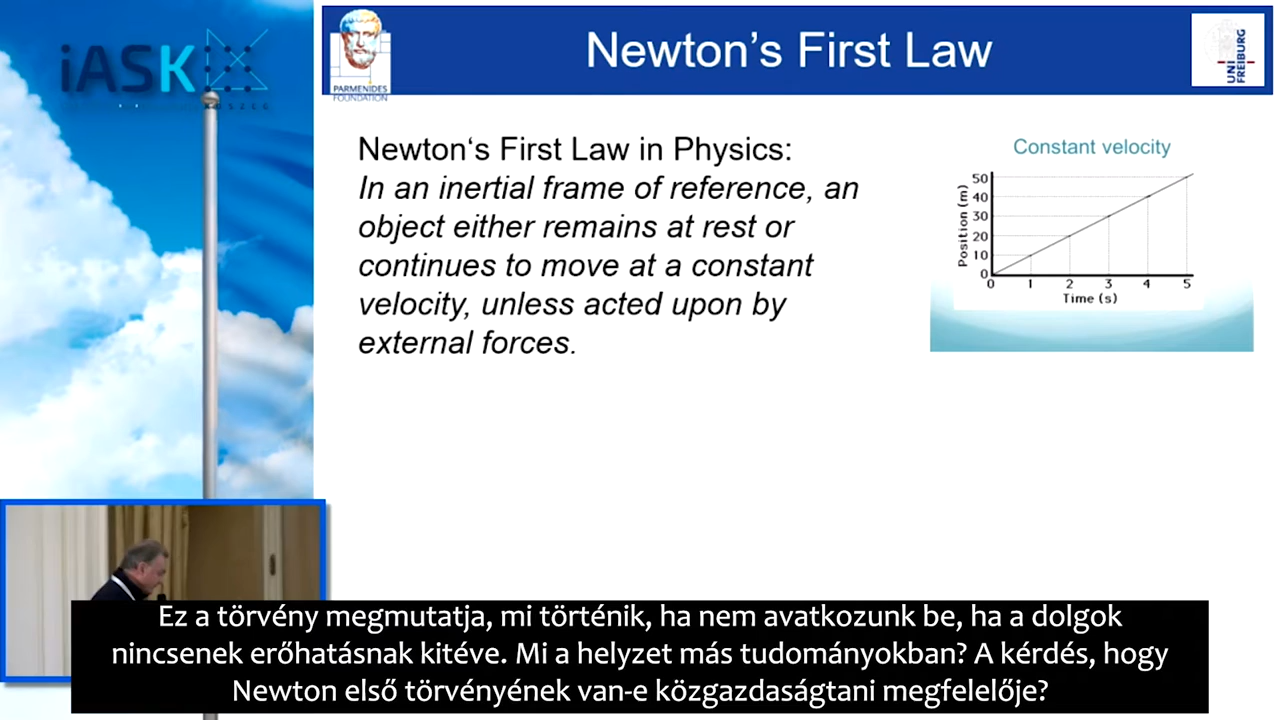 iASK
KŐSZEG
PARMENIDES
FOUNDATION
Newton’s First Law
UNI
FREIBURG
Newton‘s First Law in Physics:
In an inertial frame of reference, an
object either remains at rest or
continues to move at a constant
velocity, unless acted upon by
external forces.
Constant velocity
Position (m)
50
40
30
20
10
0
0 1 2 3 4 5
Time (s)
Ez a törvény megmutatja, mi történik, ha nem avatkozunk be, ha a dolgok
nincsenek erőhatásnak kitéve. Mi a helyzet más tudományokban? A kérdés, hogy
Newton első törvényének van-e közgazdaságtani megfelelője?